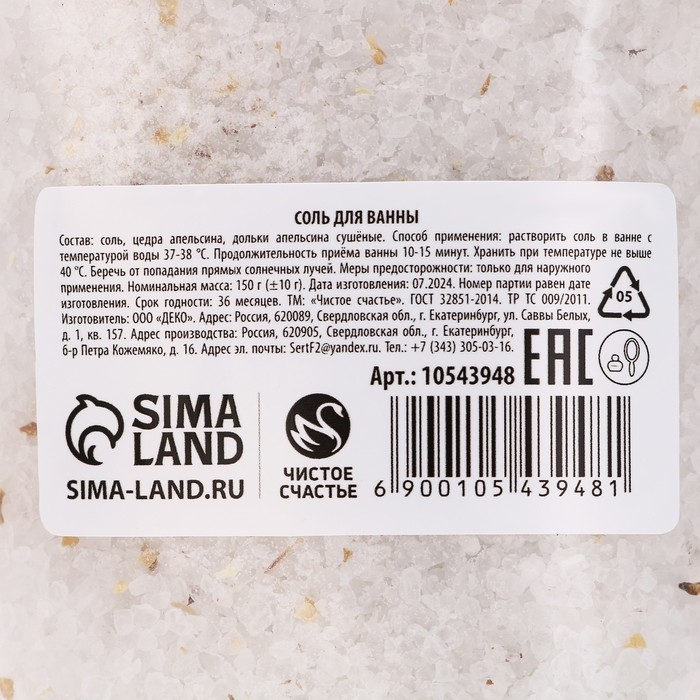 СОЛЬ ДЛЯ ВАННЫ
Состав: соль, цедра апельсина, дольки апельсина сушёные. Способ применения: растворить соль в ванне с
температурой воды 37-38 °С. Продолжительность приёма ванны 10-15 минут. Хранить при температуре не выше
40 °С. Беречь от попадания прямых солнечных лучей. Меры предосторожности: только для наружного
применения. Номинальная масса: 150 г (±10 г). Дата изготовления: 07.2024. Номер партии равен дате
изготовления. Срок годности: 36 месяцев. ТМ: «Чистое счастье». ГОСТ 32851-2014. ТР ТС 009/2011.
Изготовитель: ООО «ДЕКО». Адрес: Россия, 620089, Свердловская обл., г. Екатеринбург, ул. Саввы Белых,
д. 1, кв. 157. Адрес производства: Россия, 620905, Свердловская обл., г. Екатеринбург,
б-р Петра Кожемяко, д. 16. Адрес эл. почты: SertF2@yandex.ru. Тел.: +7 (343) 305-03-16.
05
EAC
Арт.: 10543948
SIMA
LAND
SIMA-LAND.RU
ЧИСТОЕ
СЧАСТЬЕ
6 900105 439481